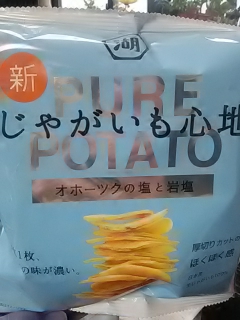 湖
新
PURE
じゃがいも心地
POTATO
オホーツクの塩と岩塩
1枚、
の味が濃い。
厚切りカットの
ほくほく感